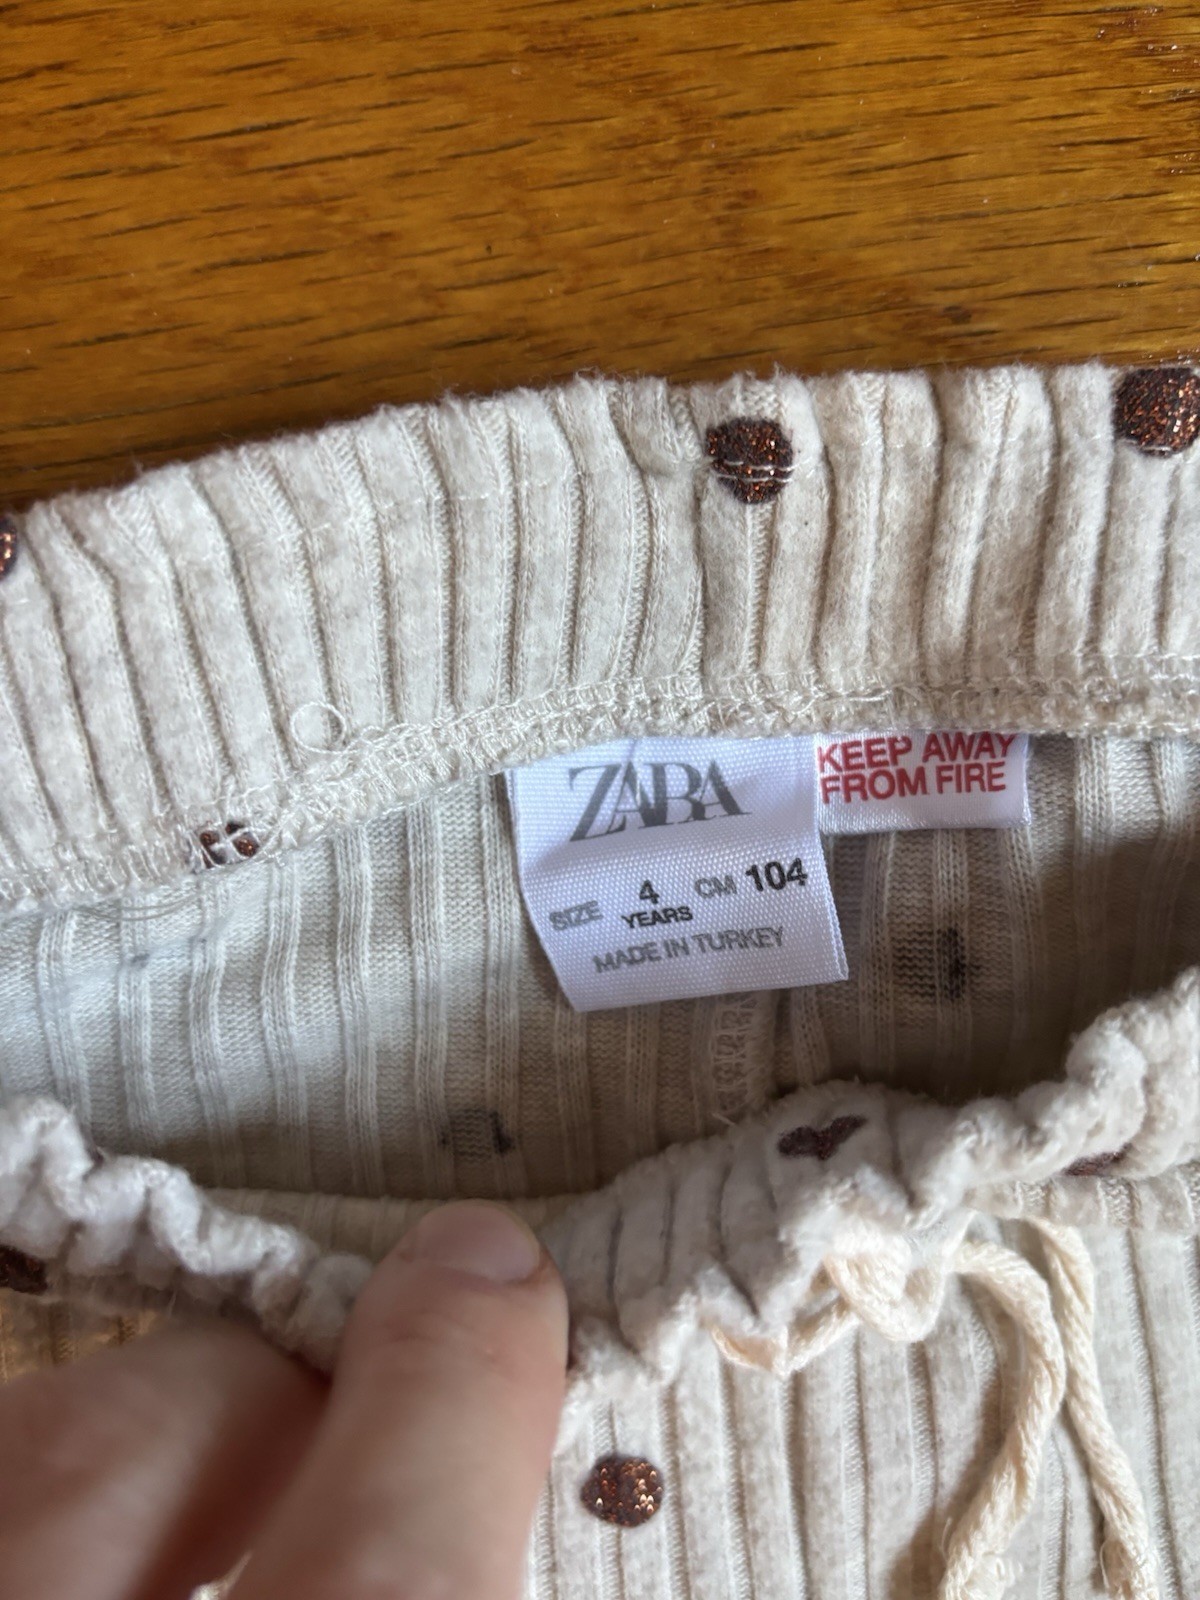 ZARA
SIZE 4 YEARS CM 104
MADE IN TURKEY
KEEP AWAY
FROM FIRE